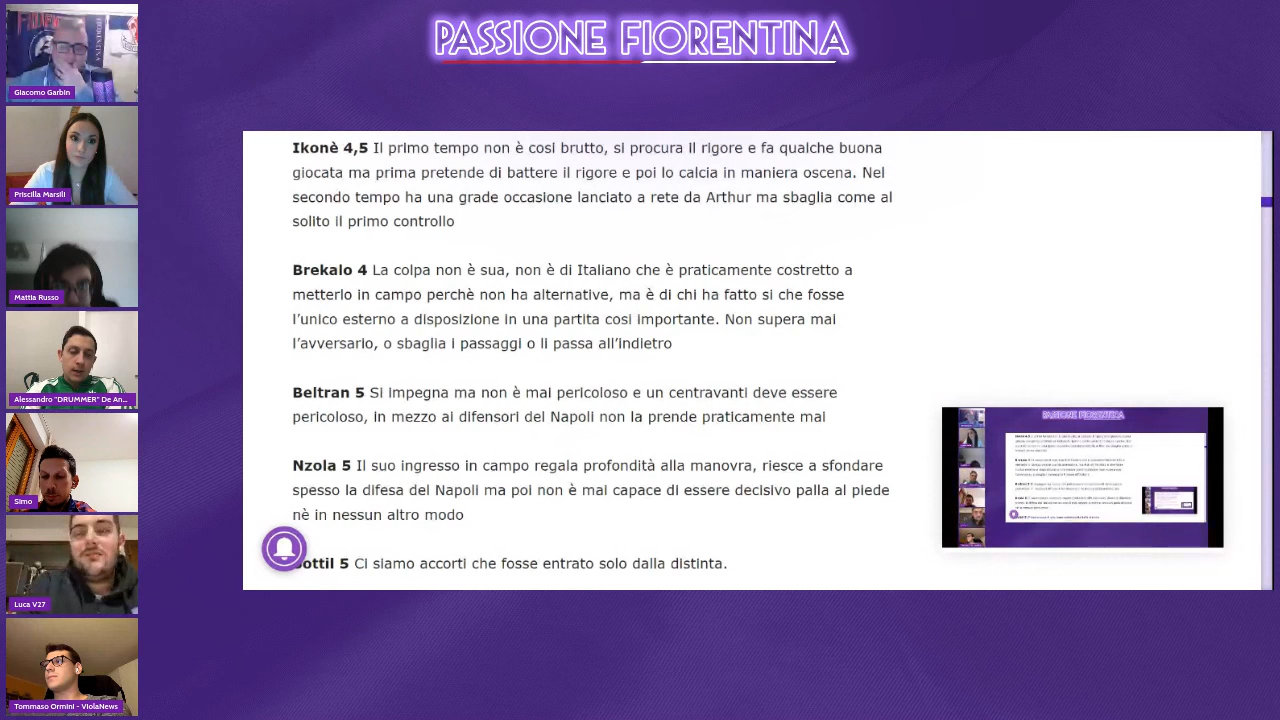 PASSIONE FIORENTINA
Giacomo Garbin
Priscilla Marsili
Mattia Russo
Alessandro "DRUMMER" De An...
Simo
Luca V27
Tommaso Ormini - ViolaNews
Ikonè 4,5 Il primo tempo non è cosi brutto, si procura il rigore e fa qualche buona
giocata ma prima pretende di battere il rigore e poi lo calcia in maniera oscena. Nel
secondo tempo ha una grade occasione lanciato a rete da Arthur ma sbaglia come al
solito il primo controllo
Brekalo 4 La colpa non è sua, non è di Italiano che è praticamente costretto a
metterlo in campo perchè non ha alternative, ma è di chi ha fatto si che fosse
l'unico esterno a disposizione in una partita cosi importante. Non supera mai
l'avversario, o sbaglia i passaggi o li passa all'indietro
Beltran 5 Si impegna ma non è mai pericoloso e un centravanti deve essere
pericoloso, in mezzo ai difensori del Napoli non la prende praticamente mai
Nzola 5 Il suo ingresso in campo regala profondità alla manovra, riesce a sfondare
spesso la difesa del Napoli ma poi non è mai capace di essere decisivo palla al piede
nè in nessun altro modo
ottil 5 Ci siamo accorti che fosse entrato solo dalla distinta.
PASSIONE FIORENTINA